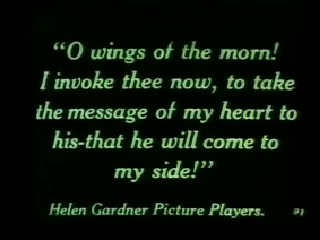 “O wings of the morn!
I invoke thee now, to take
the message of my heart to
his-that he will come to
my side!”
Helen Gardner Picture Players.